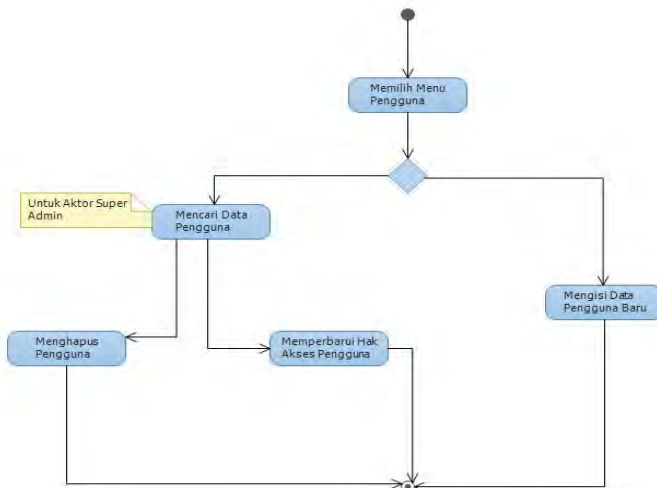 Memilih Menu
Pengguna
Untuk Aktor Super
Admin
Mencari Data
Pengguna
Mengisi Data
Pengguna Baru
Menghapus
Pengguna
Memperbarui Hak
Akses Pengguna